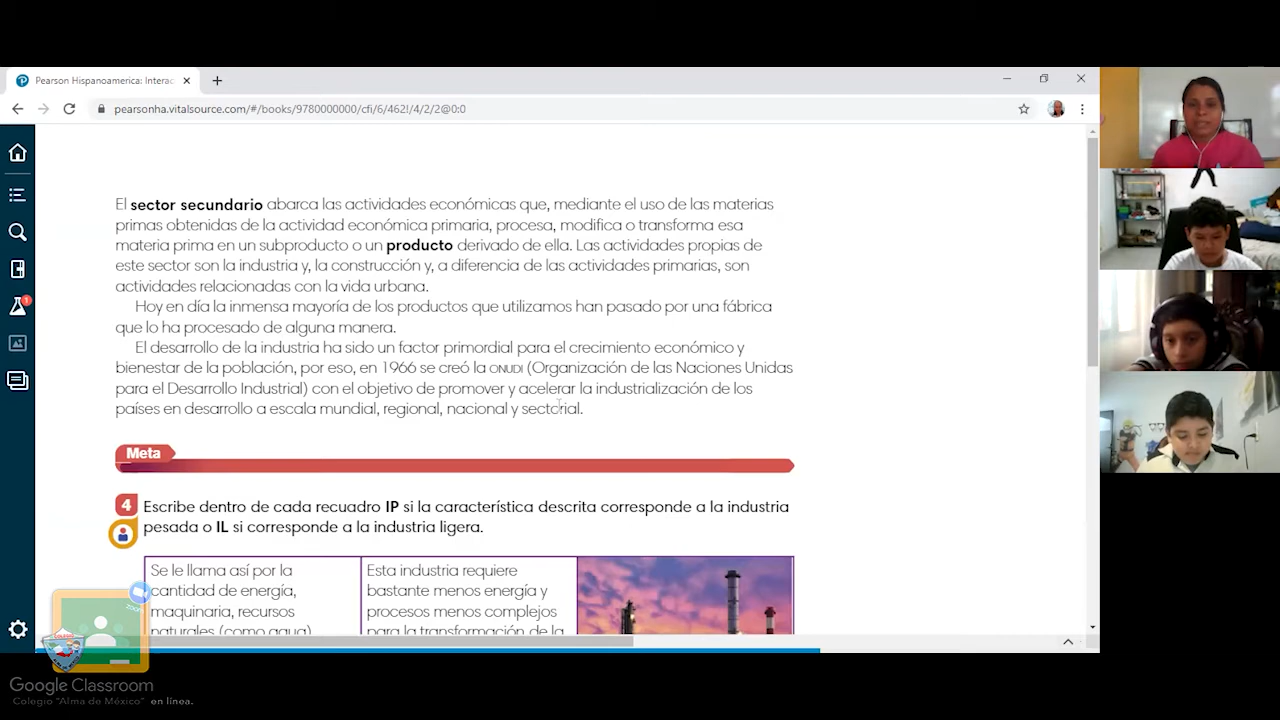 Pearson Hispanoamerica: Interac
pearsonha.vitalsource.com/#/books/9780000000/cfi/6/462!/4/2/2@0:0
El sector secundario abarca las actividades económicas que, mediante el uso de las materias
primas obtenidas de la actividad económica primaria, procesa, modifica o transforma esa
materia prima en un subproducto o un producto derivado de ella. Las actividades propias de
este sector son la industria y, la construcción y, a diferencia de las actividades primarias, son
actividades relacionadas con la vida urbana.
Hoy en día la inmensa mayoría de los productos que utilizamos han pasado por una fábrica
que lo ha procesado de alguna manera.
El desarrollo de la industria ha sido un factor primordial para el crecimiento económico y
bienestar de la población, por eso, en 1966 se creó la ONUDI (Organización de las Naciones Unidas
para el Desarrollo Industrial) con el objetivo de promover y acelerar la industrialización de los
países en desarrollo a escala mundial, regional, nacional y sectorial.
Meta
4 Escribe dentro de cada recuadro IP si la característica descrita corresponde a la industria
pesada o IL si corresponde a la industria ligera.
Se le llama así por la
cantidad de energía,
maquinaria, recursos
naturales (como agua)
Esta industria requiere
bastante menos energía y
procesos menos complejos
para la transformación de la
1
zoom
Google Classroom
Colegio "Alma de México" en línea.